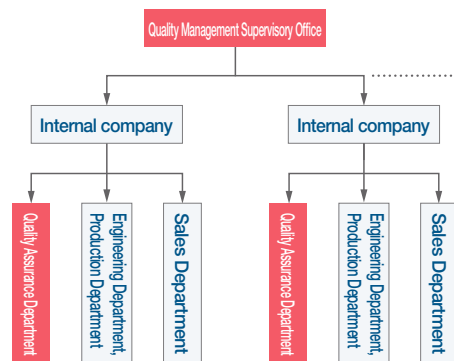 Quality Management Supervisory Office
Internal company
Internal company
Quality Assurance Department
Engineering Department,
Production Department
Sales Department
Quality Assurance Department
Engineering Department,
Production Department
Sales Department